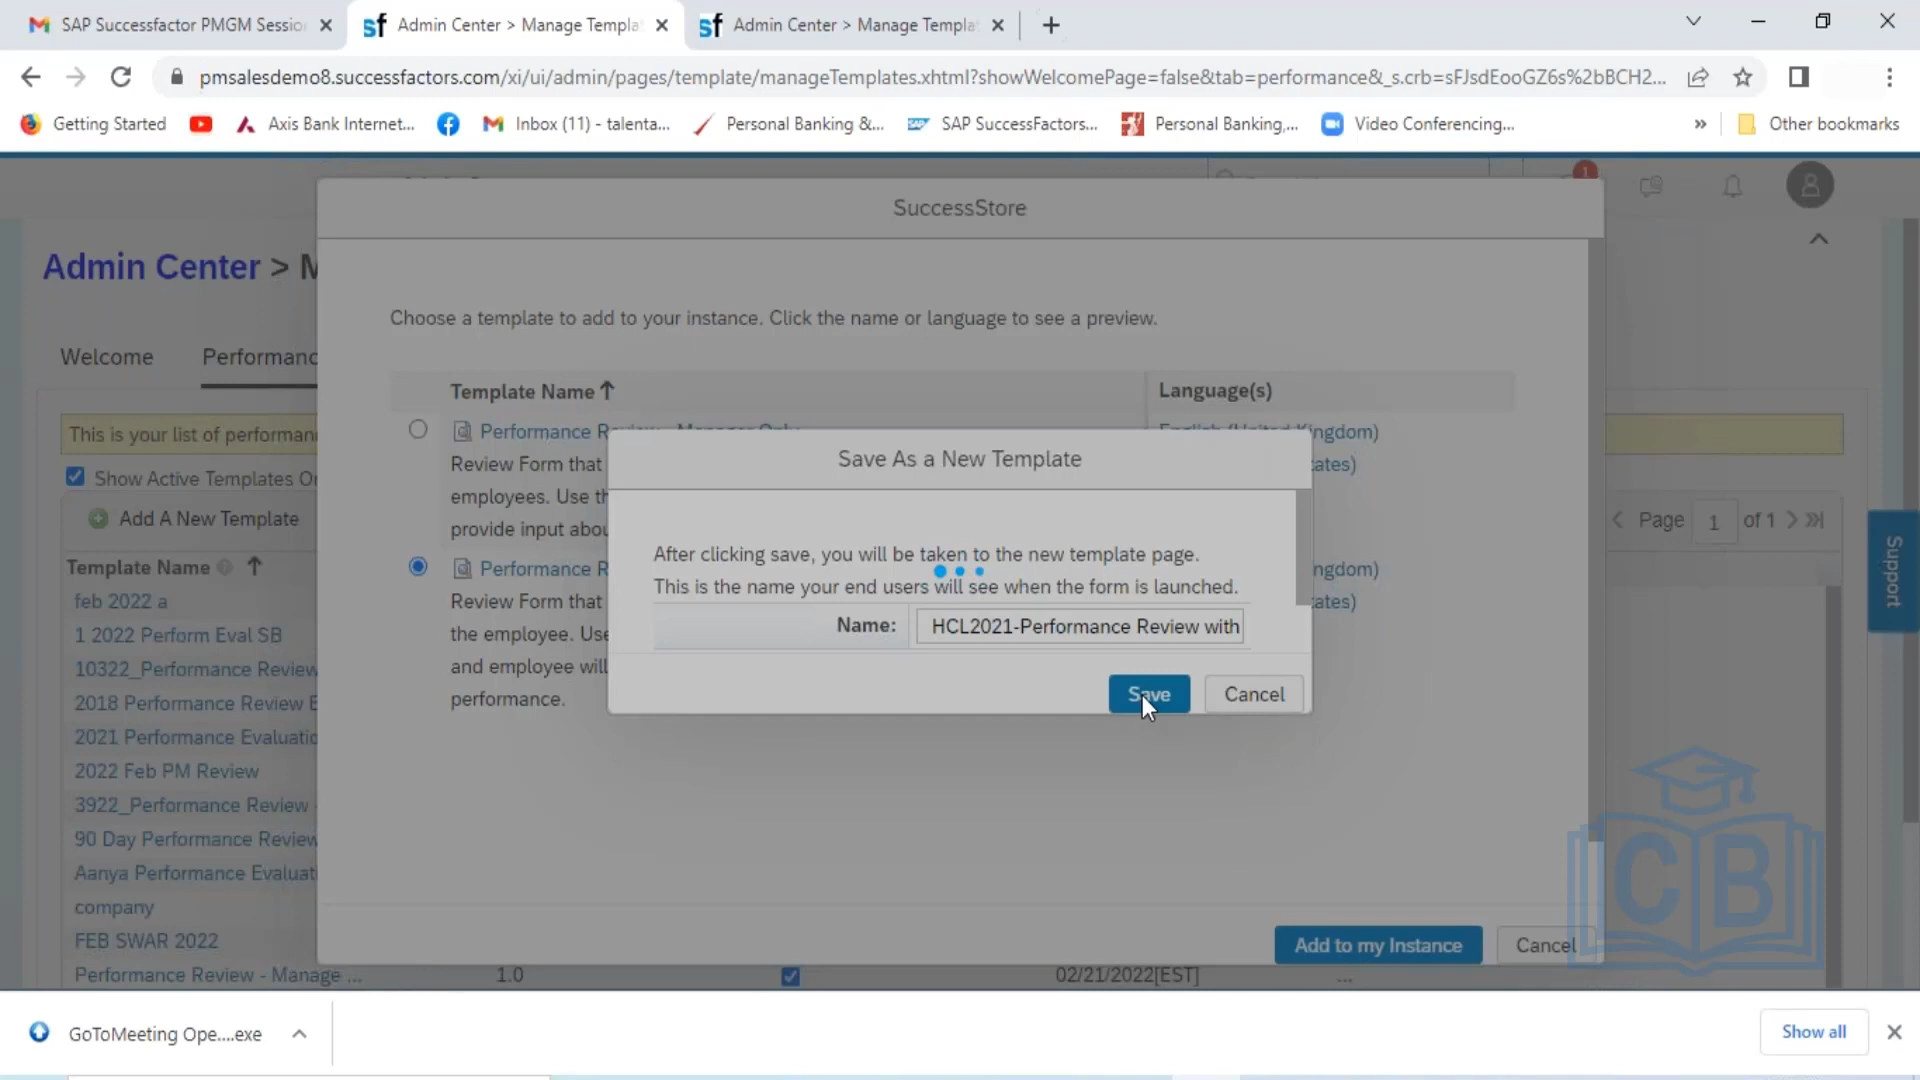 SAP Successfactor PMGM Sessio
Admin Center > Manage Templa
Admin Center > Manage Templa
pmsalesdemo8.successfactors.com/xi/ui/admin/pages/template/manageTemplates.xhtml?showWelcomePage=false&tab=performance&_s.crb=sFJsdEooGZ6s%2bBCH2...
Getting Started
Axis Bank Internet...
Inbox (11) - talenta...
Personal Banking &...
SAP SuccessFactors...
Personal Banking,...
Video Conferencing...
»
Other bookmarks
1
SuccessStore
Admin Center > M
Choose a template to add to your instance. Click the name or language to see a preview.
Welcome
Performanc
Template Name
Language(s)
This is your list of performan
Performance Review - Manager Only
English (United Kingdom)
Show Active Templates On
Review Form that
ates)
employees. Use th
provide input abou
Add A New Template
Page 1 of 1
Template Name
Save As a New Template
After clicking save, you will be taken to the new template page.
This is the name your end users will see when the form is launched.
Name: HCL2021-Performance Review with
Save
Cancel
Performance R
ngdom)
Review Form that
ates)
the employee. Use
and employee will
performance.
Support
feb 2022 a
1 2022 Perform Eval SB
10322_Performance Review
2018 Performance Review E
2021 Performance Evaluatio
2022 Feb PM Review
3922_Performance Review -
90 Day Performance Review
Aanya Performance Evaluati
company
FEB SWAR 2022
Performance Review - Manage ...
1.0
02/21/2022[EST]
...
Add to my Instance
Cancel
CB
GoToMeeting Ope....exe
Show all